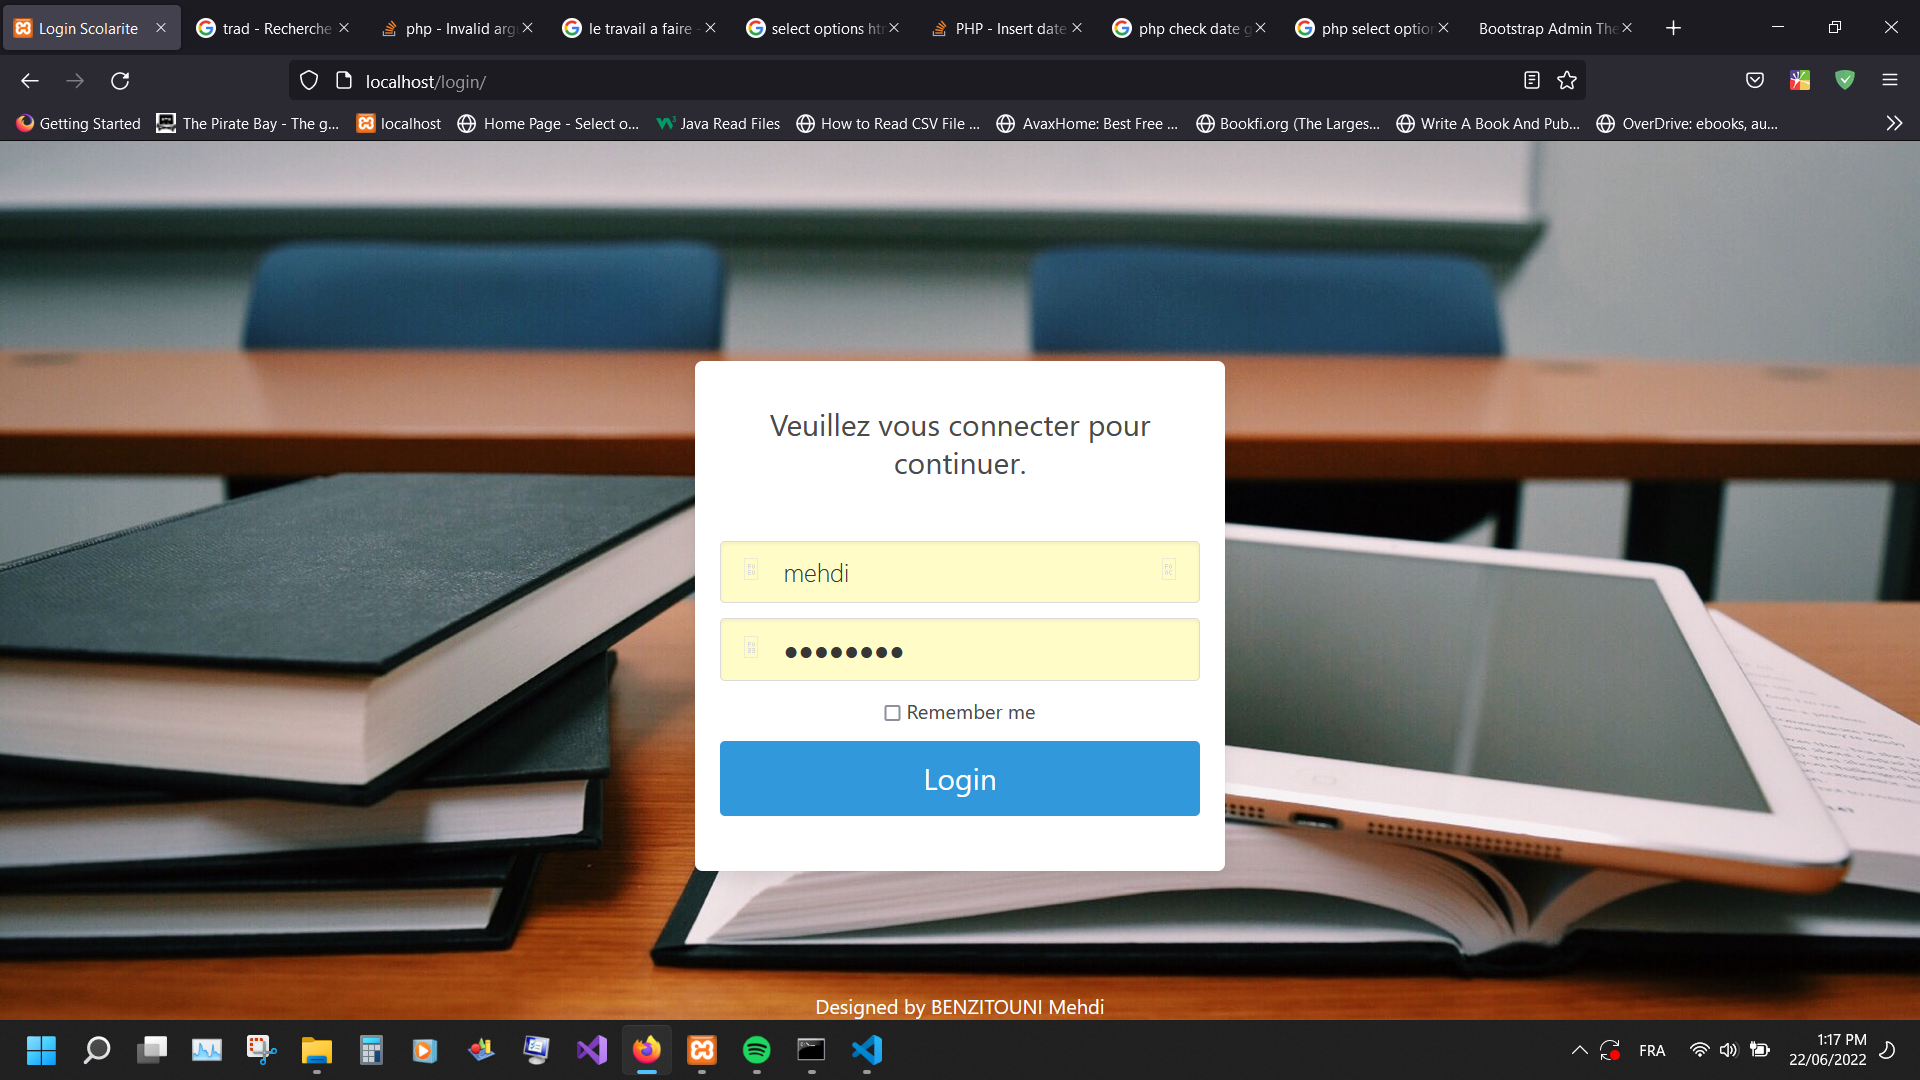 Login Scolarite
trad - Recherche
php - Invalid arg
le travail a faire -
select options ht
PHP - Insert date
php check date g
php select option
Bootstrap Admin The
localhost/login/
Getting Started
The Pirate Bay - The g...
localhost
Home Page - Select o...
Java Read Files
How to Read CSV File ...
AvaxHome: Best Free ...
Bookfi.org (The Larges...
Write A Book And Pub...
OverDrive: ebooks, au...
Veuillez vous connecter pour
continuer.
mehdi
Remember me
Login
Designed by BENZITOUNI Mehdi
FRA
1:17 PM
22/06/2022